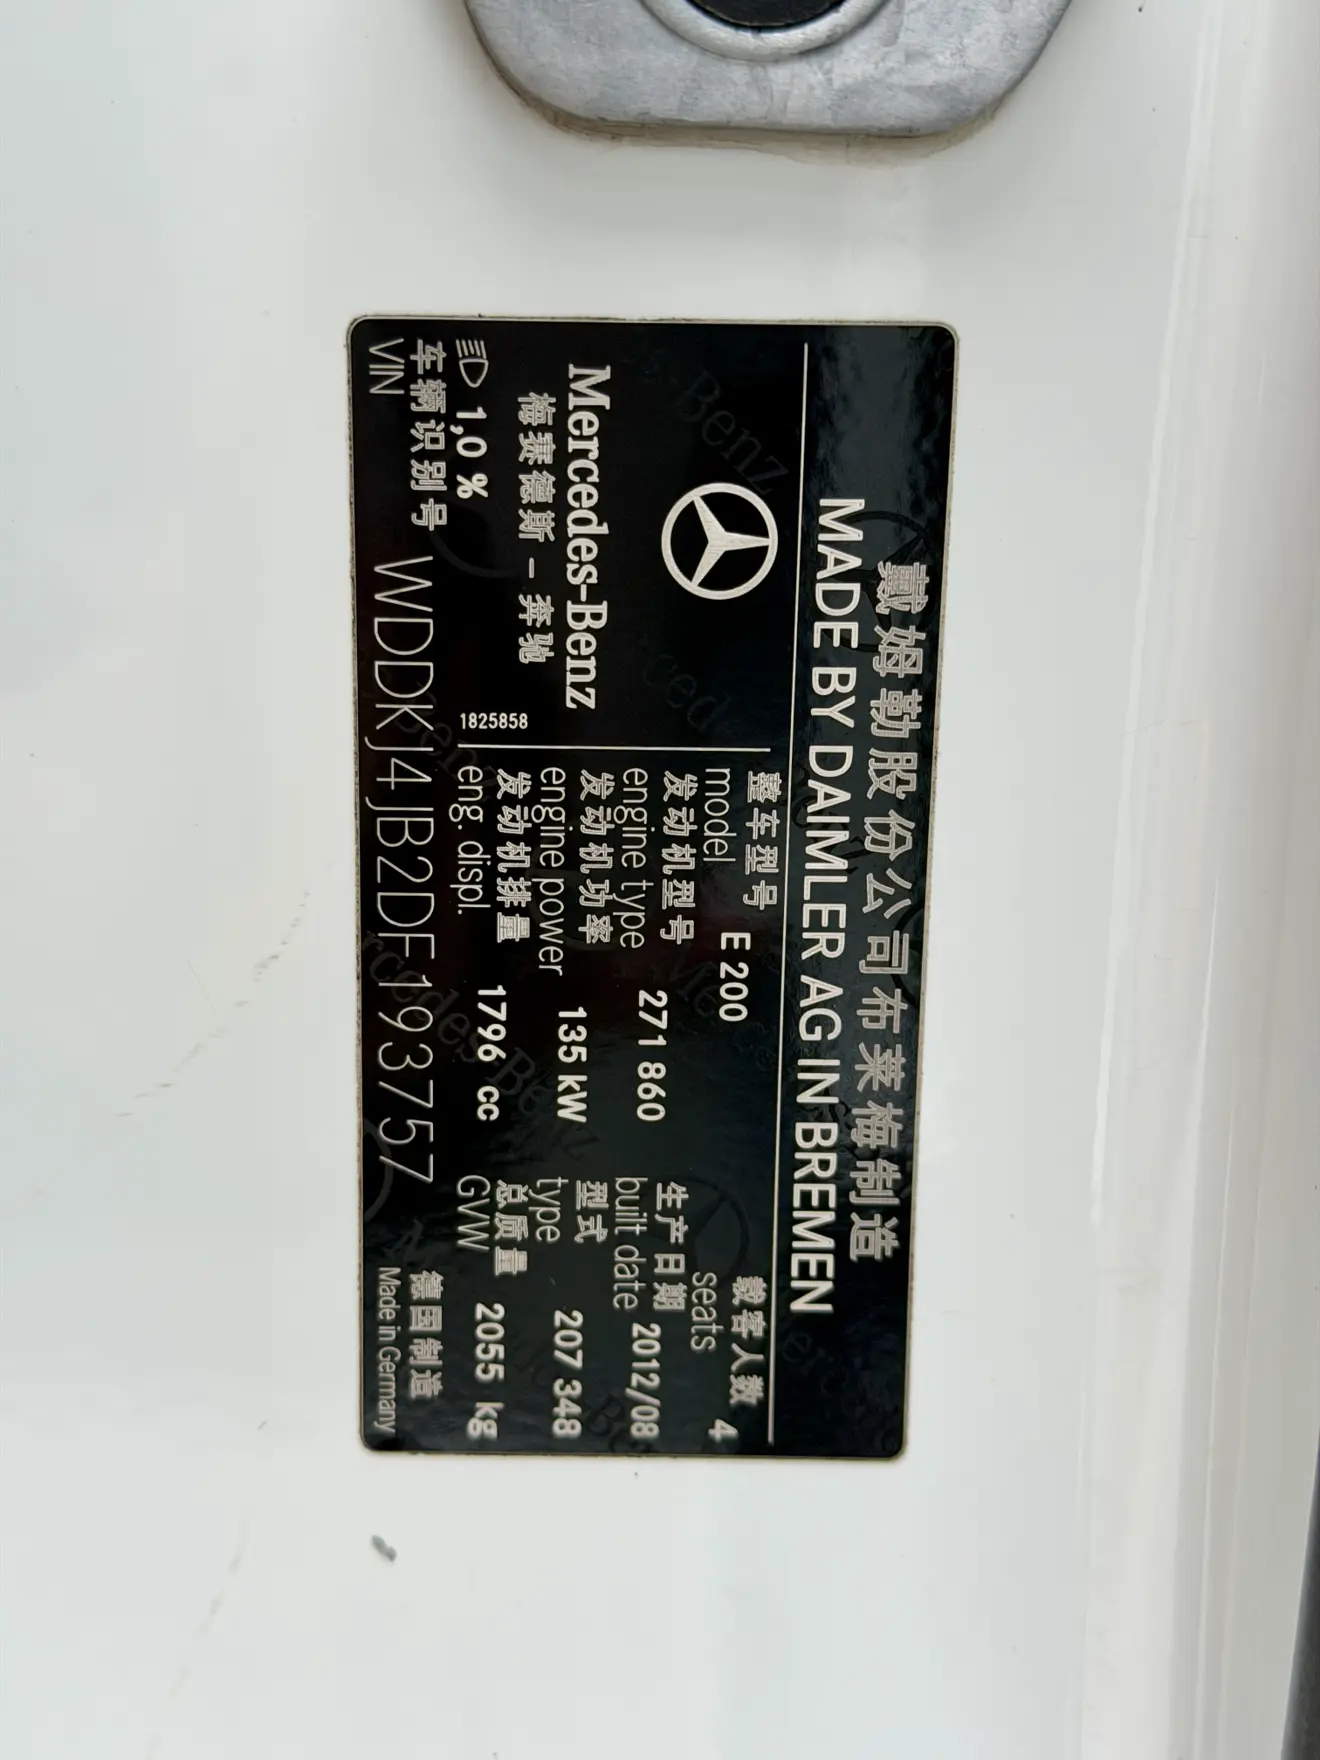 戴姆勒股份公司布莱梅制造
MADE BY DAIMLER AG IN BREMEN
Mercedes-Benz
梅赛德斯-奔驰
1,0 %
1825858
整车型号
model E 200
载客人数
seats 4
发动机型号
engine type 271 860
生产日期
built date 2012/08
发动机功率
engine power 135 kW
型式
type 207 348
发动机排量
eng. displ. 1796 cc
总质量
GVW 2055 kg
车辆识别号
VIN WDDKJ4JB2DF193757
德国制造
Made in Germany